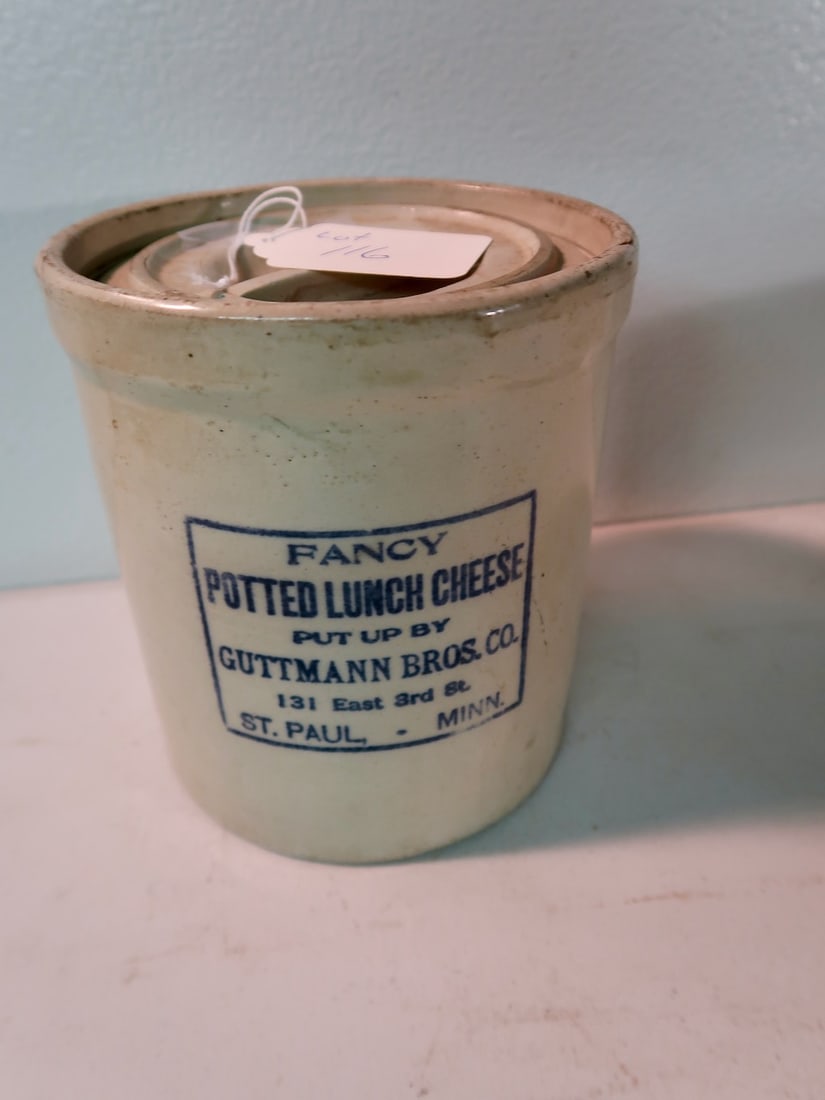 Lot
116
FANCY
POTTED LUNCH CHEESE
PUT UP BY
GUTTMANN BROS. CO.
131 East 3rd St.
ST. PAUL, - MINN.